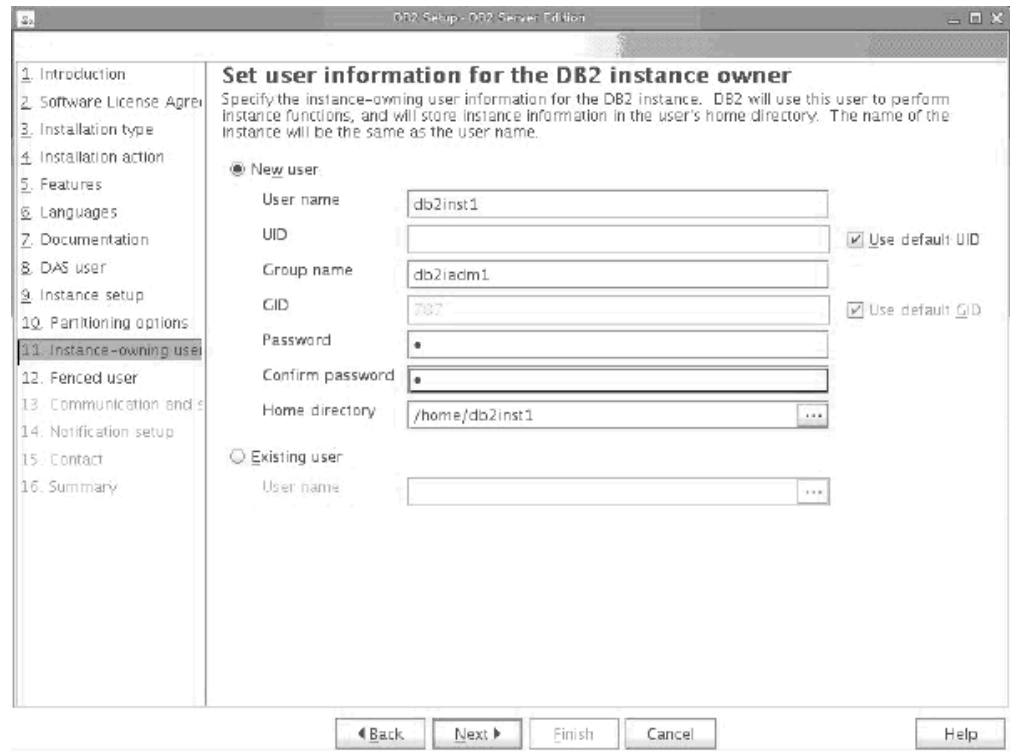 DB2 Setup - DB2 Server Edition
1. Introduction
2. Software License Agre
3. Installation type
4. Installation action
5. Features
6. Languages
7. Documentation
8. DAS user
9. Instance setup
10. Partitioning options
11. Instance-owning use
12. Fenced user
13. Communication and s
14. Notification setup
15. Contact
16. Summary
Set user information for the DB2 instance owner
Specify the instance-owning user information for the DB2 instance. DB2 will use this user to perform
instance functions, and will store instance information in the user's home directory. The name of the
instance will be the same as the user name.
New user
User name db2inst1
UID Use default UID
Group name db2iadm1
GID Use default GID
Password •
Confirm password •
Home directory /home/db2inst1 ...
Existing user
User name ...
Back Next Finish Cancel Help